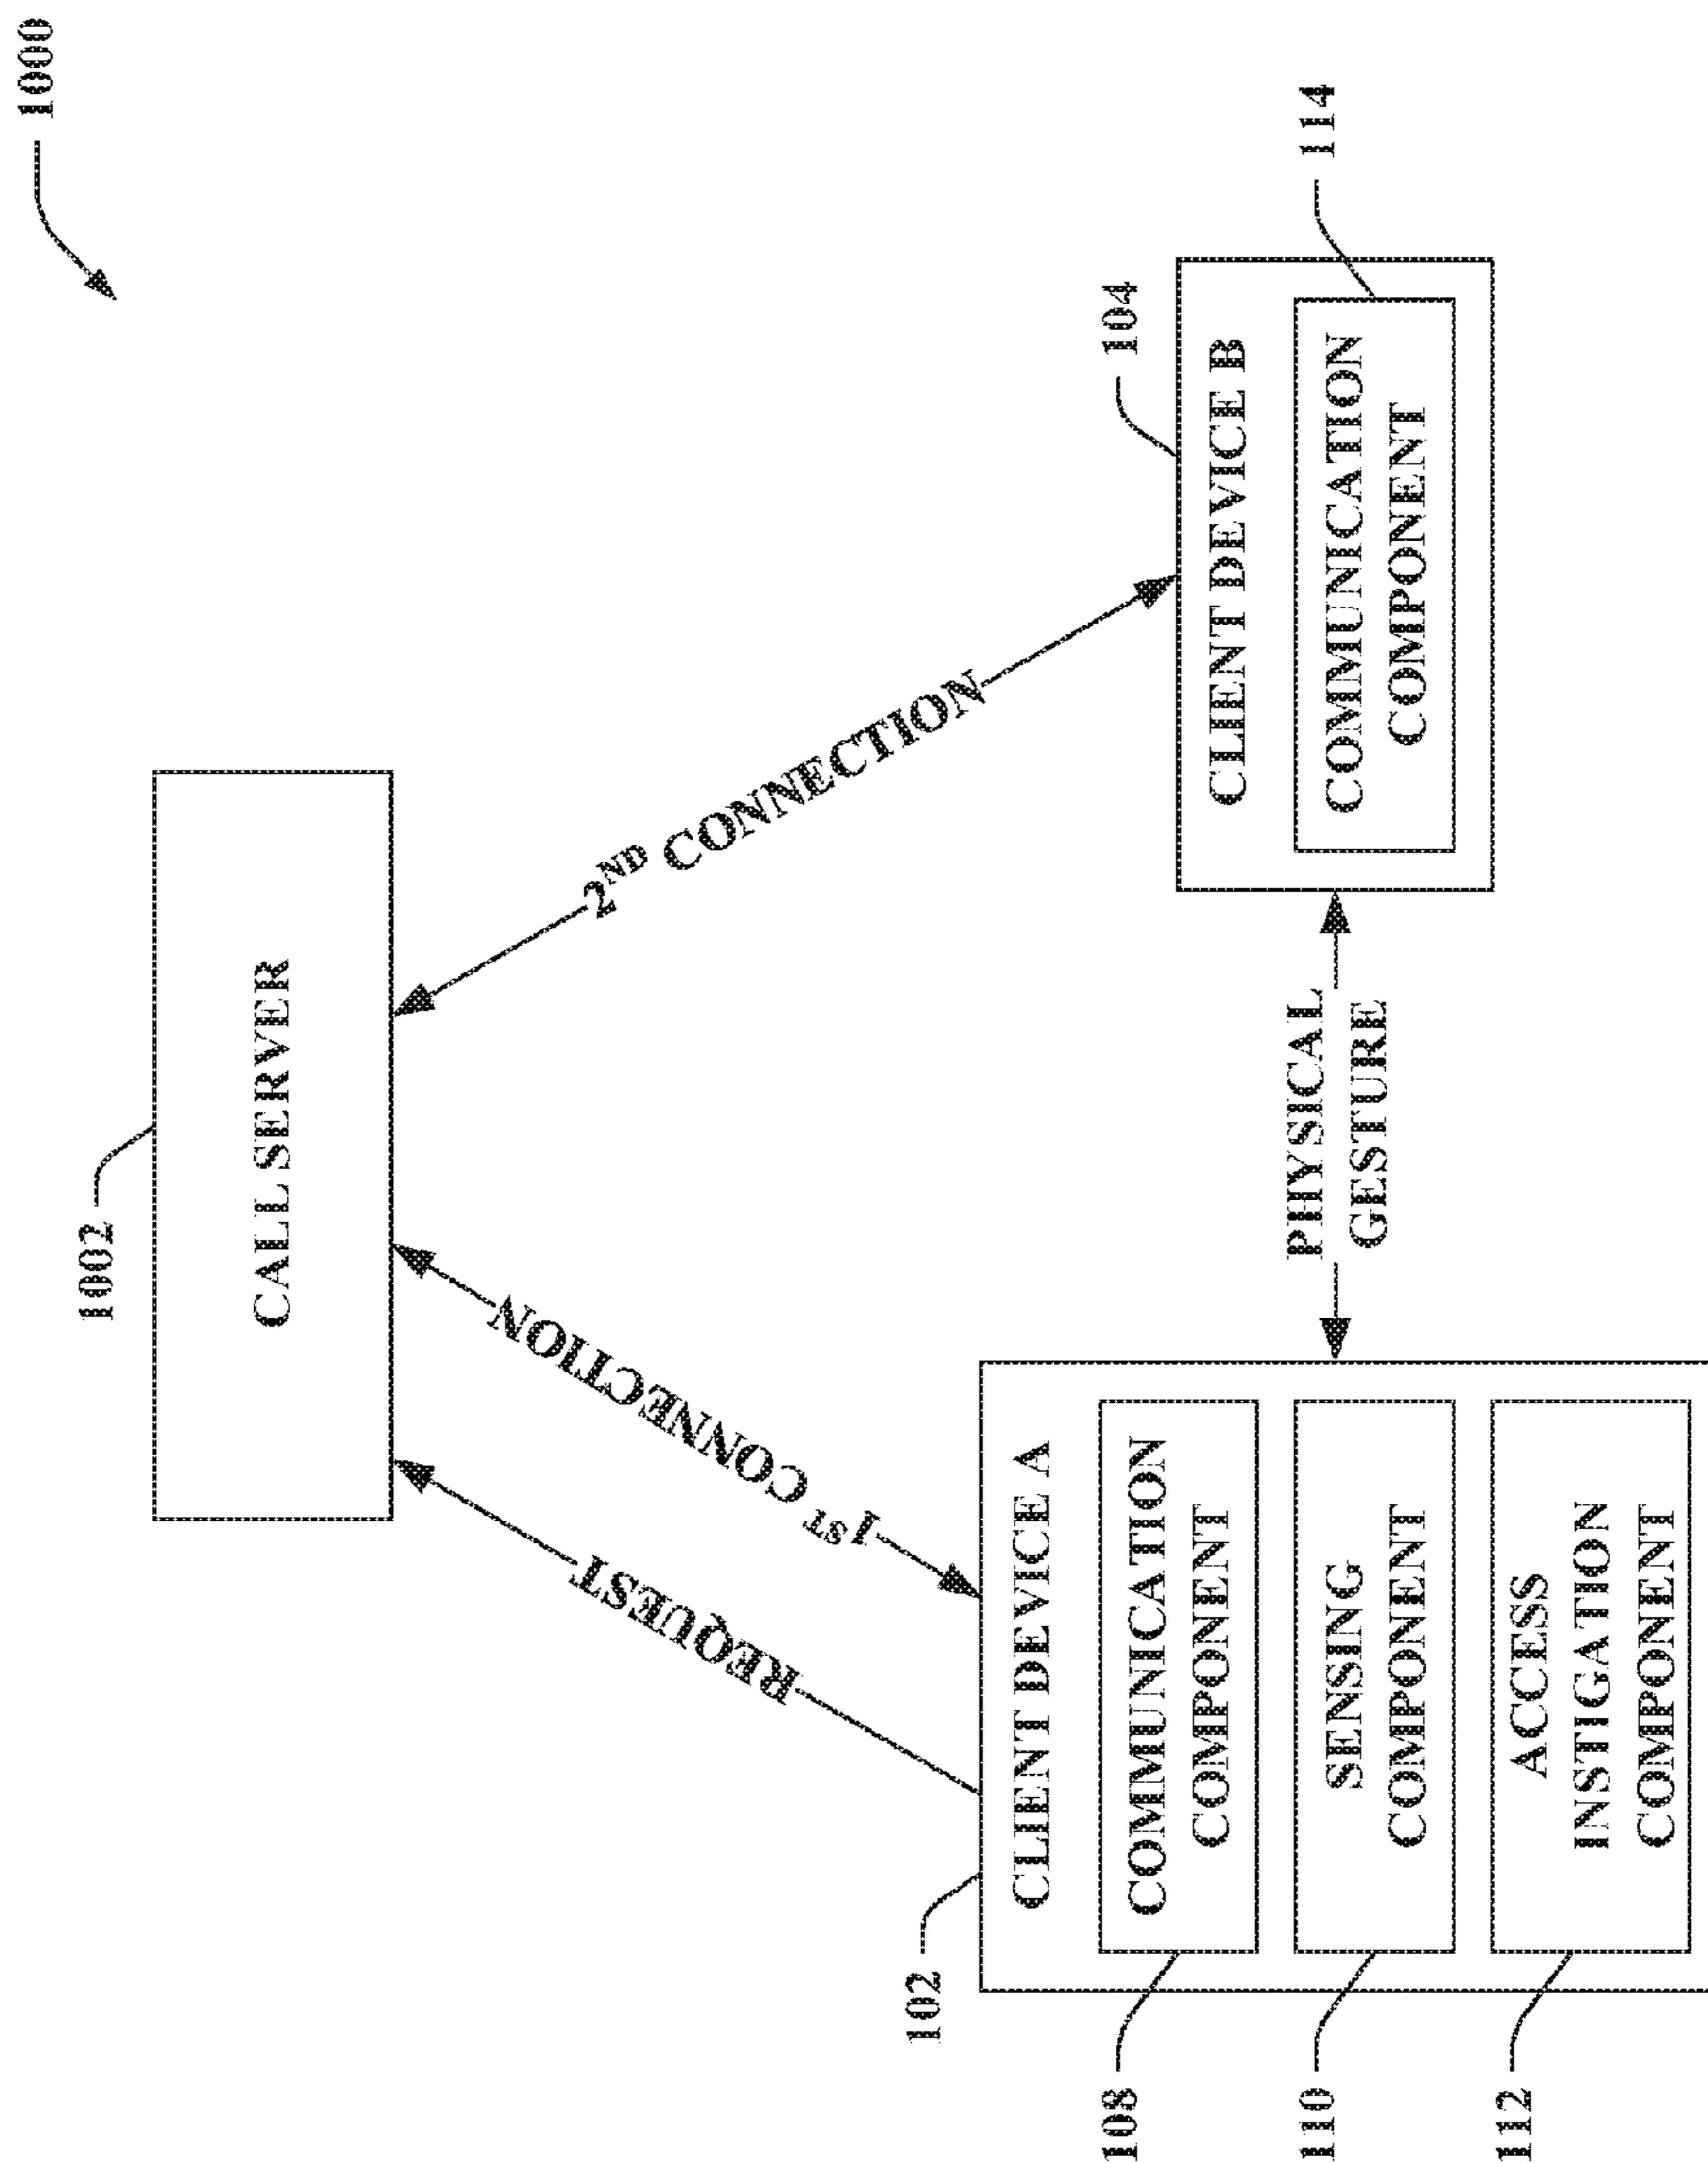 1000
1002
CALL SERVER
REQUEST
1ST CONNECTION
2ND CONNECTION
102
CLIENT DEVICE A
108
COMMUNICATION
COMPONENT
110
SENSING
COMPONENT
112
ACCESS
INSTIGATION
COMPONENT
PHYSICAL
GESTURE
104
CLIENT DEVICE B
COMMUNICATION
COMPONENT
114